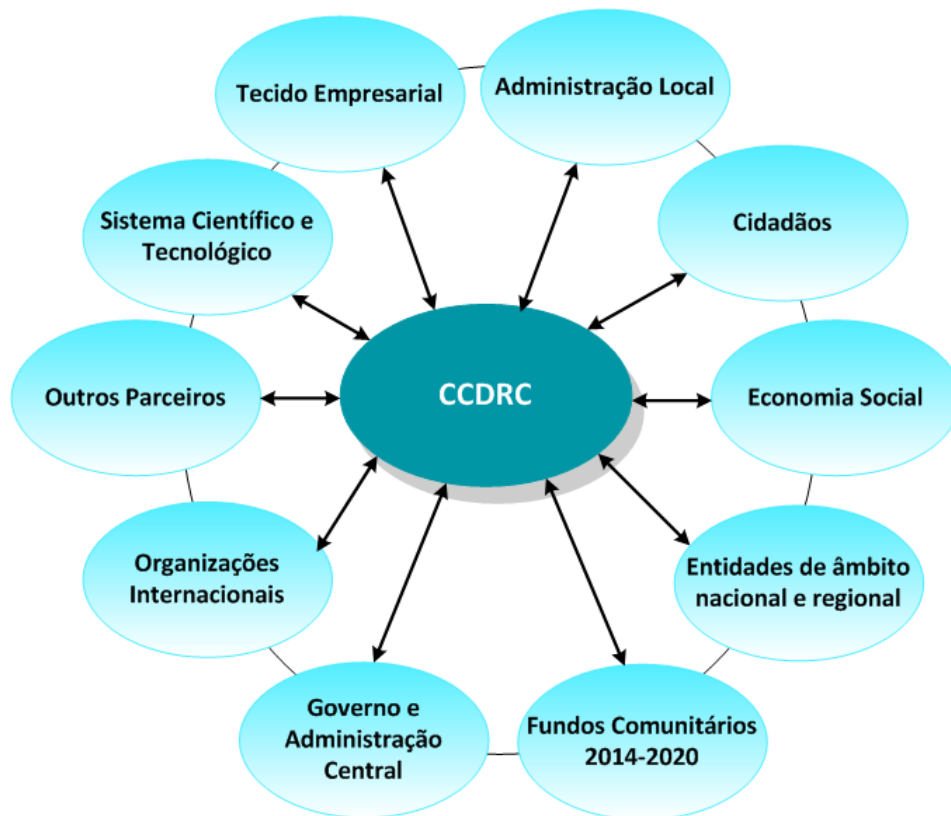 Tecido Empresarial
Administração Local
Sistema Científico e
Tecnológico
Cidadãos
Outros Parceiros
CCDRC
Economia Social
Organizações
Internacionais
Entidades de âmbito
nacional e regional
Governo e
Administração
Central
Fundos Comunitários
2014-2020